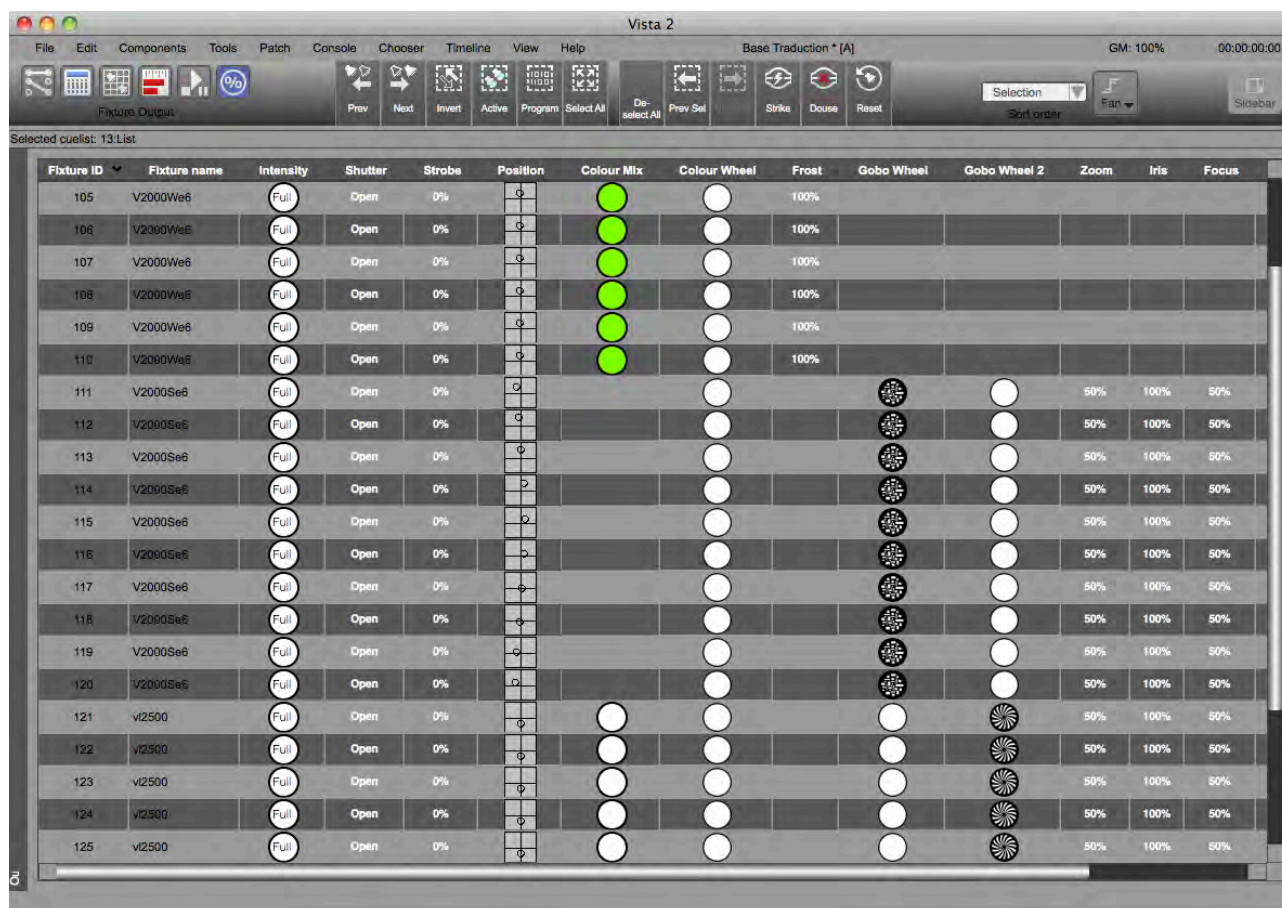 Vista 2
File Edit Components Tools Patch Console Chooser Timeline View Help Base Traduction * [A] GM: 100% 00:00:00:00
Prev Next Invert Active Program Select All De-select All Prev Sel Strike Douse Reset Selection Fan Sidebar
Fixture Output Sort order
Selected cuelist: 13:List
Fixture ID Fixture name Intensity Shutter Strobe Position Colour Mix Colour Wheel Frost Gobo Wheel Gobo Wheel 2 Zoom Iris Focus
105 V2000We6 Full Open 0% 100%
106 V2000We6 Full Open 0% 100%
107 V2000We6 Full Open 0% 100%
108 V2000We6 Full Open 0% 100%
109 V2000We6 Full Open 0% 100%
110 V2000We6 Full Open 0% 100%
111 V2000Se6 Full Open 0% 50% 100% 50%
112 V2000Se6 Full Open 0% 50% 100% 50%
113 V2000Se6 Full Open 0% 50% 100% 50%
114 V2000Se6 Full Open 0% 50% 100% 50%
115 V2000Se6 Full Open 0% 50% 100% 50%
116 V2000Se6 Full Open 0% 50% 100% 50%
117 V2000Se6 Full Open 0% 50% 100% 50%
118 V2000Se6 Full Open 0% 50% 100% 50%
119 V2000Se6 Full Open 0% 50% 100% 50%
120 V2000Se6 Full Open 0% 50% 100% 50%
121 vl2500 Full Open 0% 50% 100% 50%
122 vl2500 Full Open 0% 50% 100% 50%
123 vl2500 Full Open 0% 50% 100% 50%
124 vl2500 Full Open 0% 50% 100% 50%
125 vl2500 Full Open 0% 50% 100% 50%